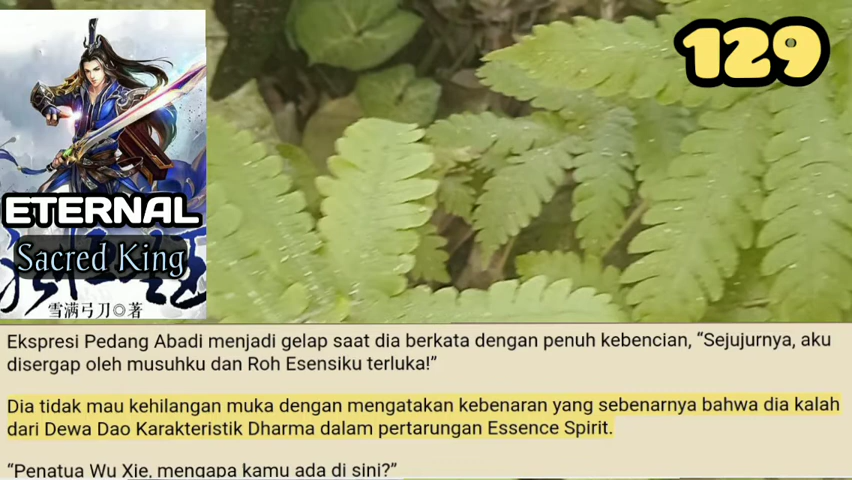 129
ETERNAL
Sacred King
雪满弓刀◎著
Ekspresi Pedang Abadi menjadi gelap saat dia berkata dengan penuh kebencian, “Sejujurnya, aku
disergap oleh musuhku dan Roh Esensiku terluka!”
Dia tidak mau kehilangan muka dengan mengatakan kebenaran yang sebenarnya bahwa dia kalah
dari Dewa Dao Karakteristik Dharma dalam pertarungan Essence Spirit.
“Penatua Wu Xie, mengapa kamu ada di sini?”